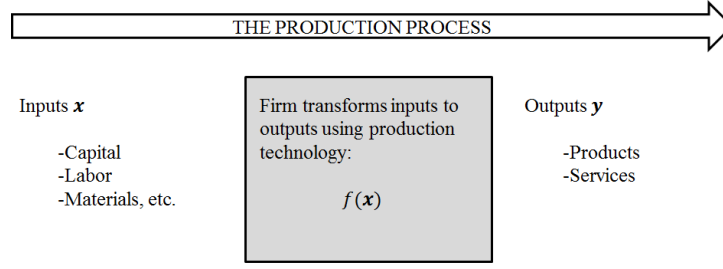 THE PRODUCTION PROCESS
Inputs x
-Capital
-Labor
-Materials, etc.
Firm transforms inputs to
outputs using production
technology:
f(x)
Outputs y
-Products
-Services